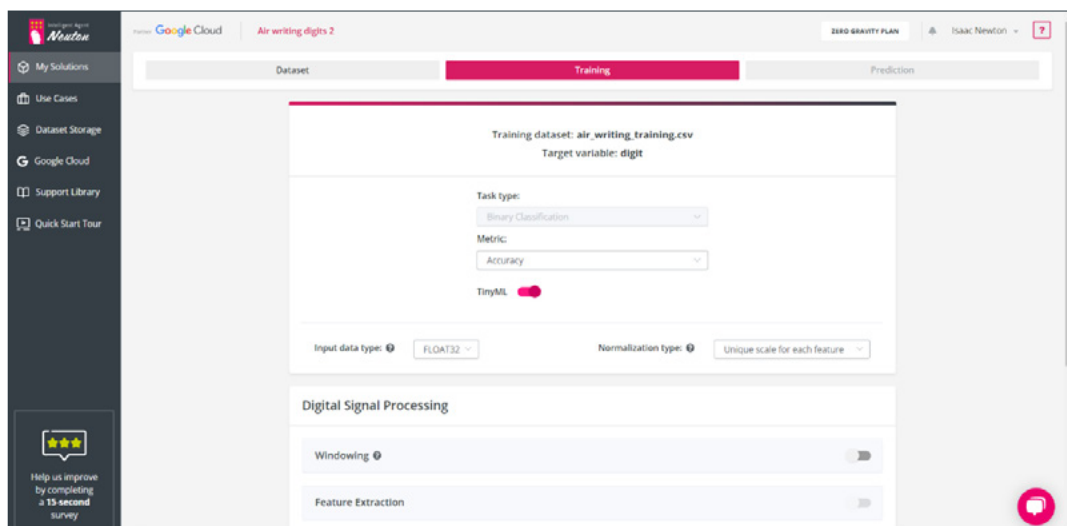 Intelligent Agent
Neuton
Google Cloud
Air writing digits 2
ZERO GRAVITY PLAN
Isaac Newton
?
My Solutions
Use Cases
Dataset Storage
Google Cloud
Support Library
Quick Start Tour
Dataset
Training
Prediction
Training dataset: air_writing_training.csv
Target variable: digit
Task type:
Binary Classification
Metric:
Accuracy
TinyML
Input data type: ?
FLOAT32
Normalization type: ?
Unique scale for each feature
Digital Signal Processing
Windowing ?
Feature Extraction
Help us improve
by completing
a 15-second
survey